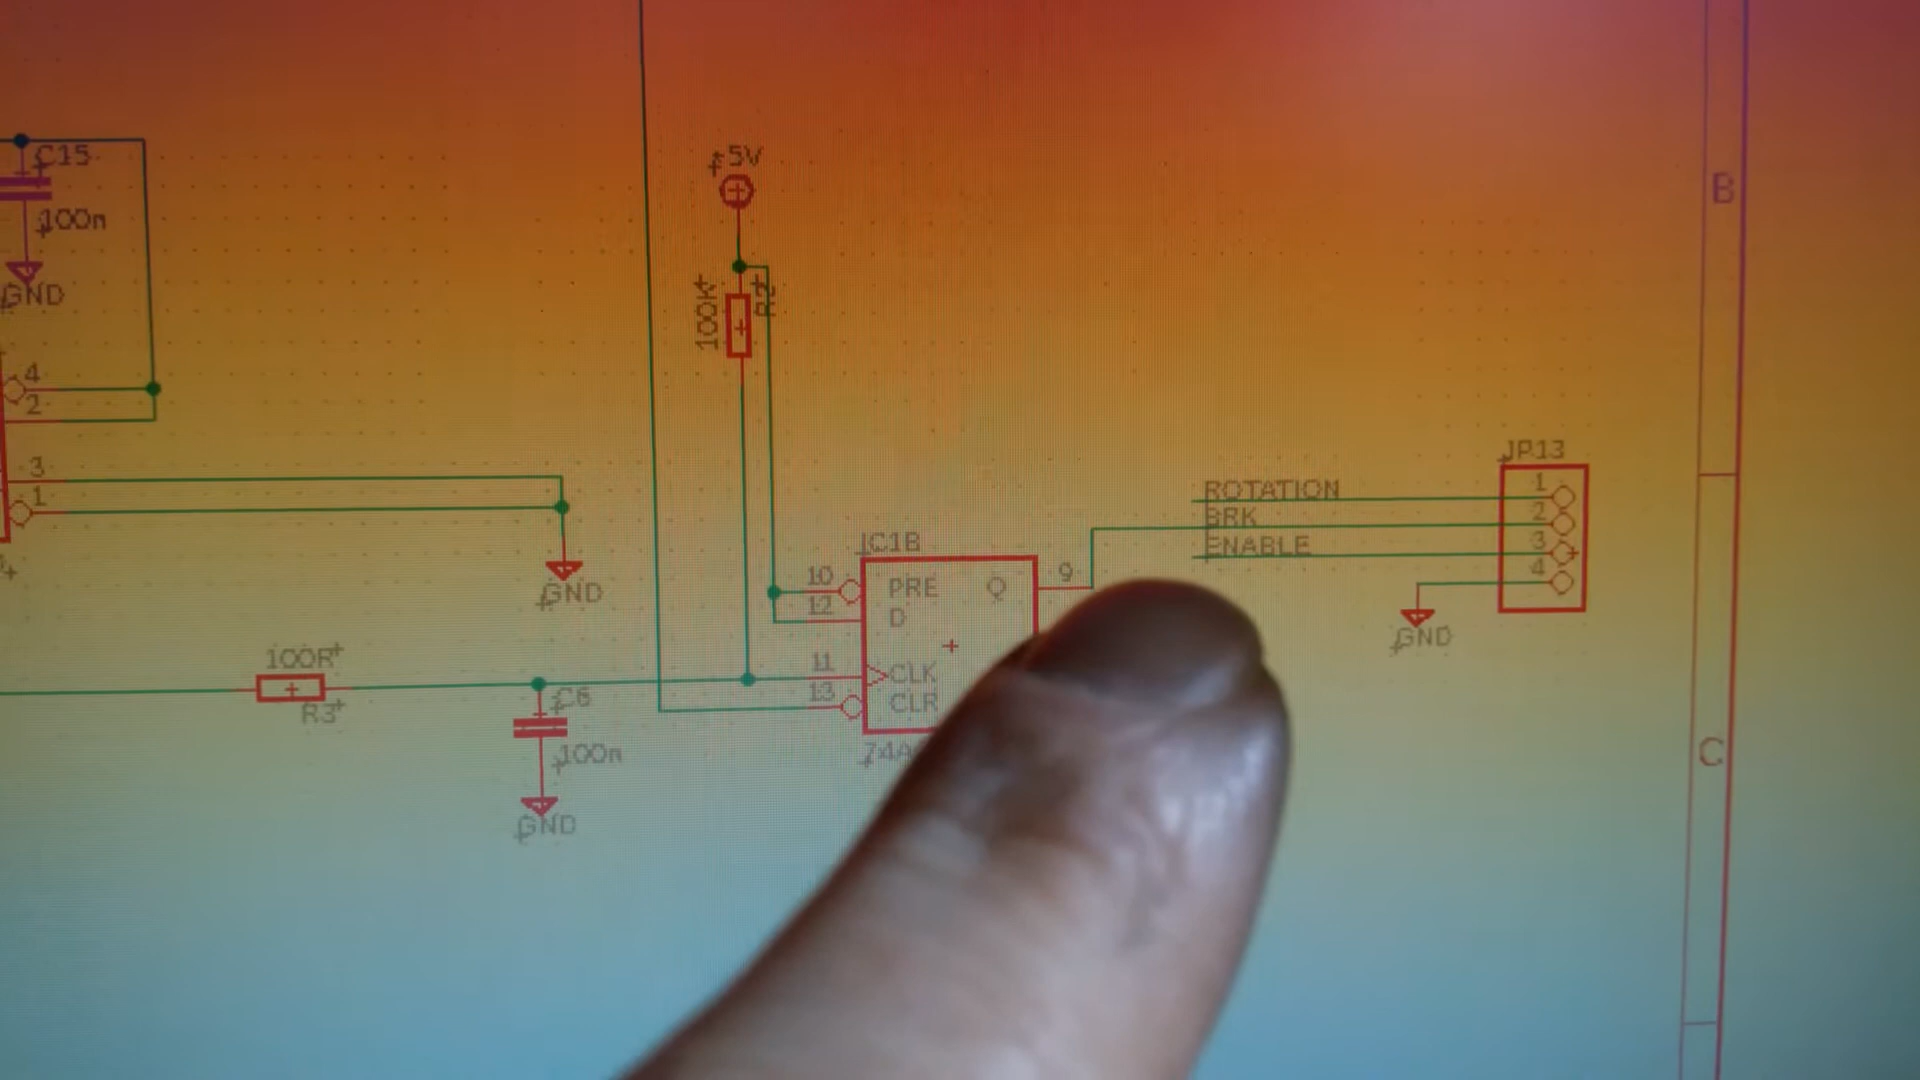 +5V
B
C15
100n
GND
100K
R2
4
2
3
1
GND
JP13
ROTATION
1
BRK
2
ENABLE
3
4
GND
IC1B
10
PRE
Q
9
12
D
11
CLK
13
CLR
100R
R3
C6
100n
GND
C